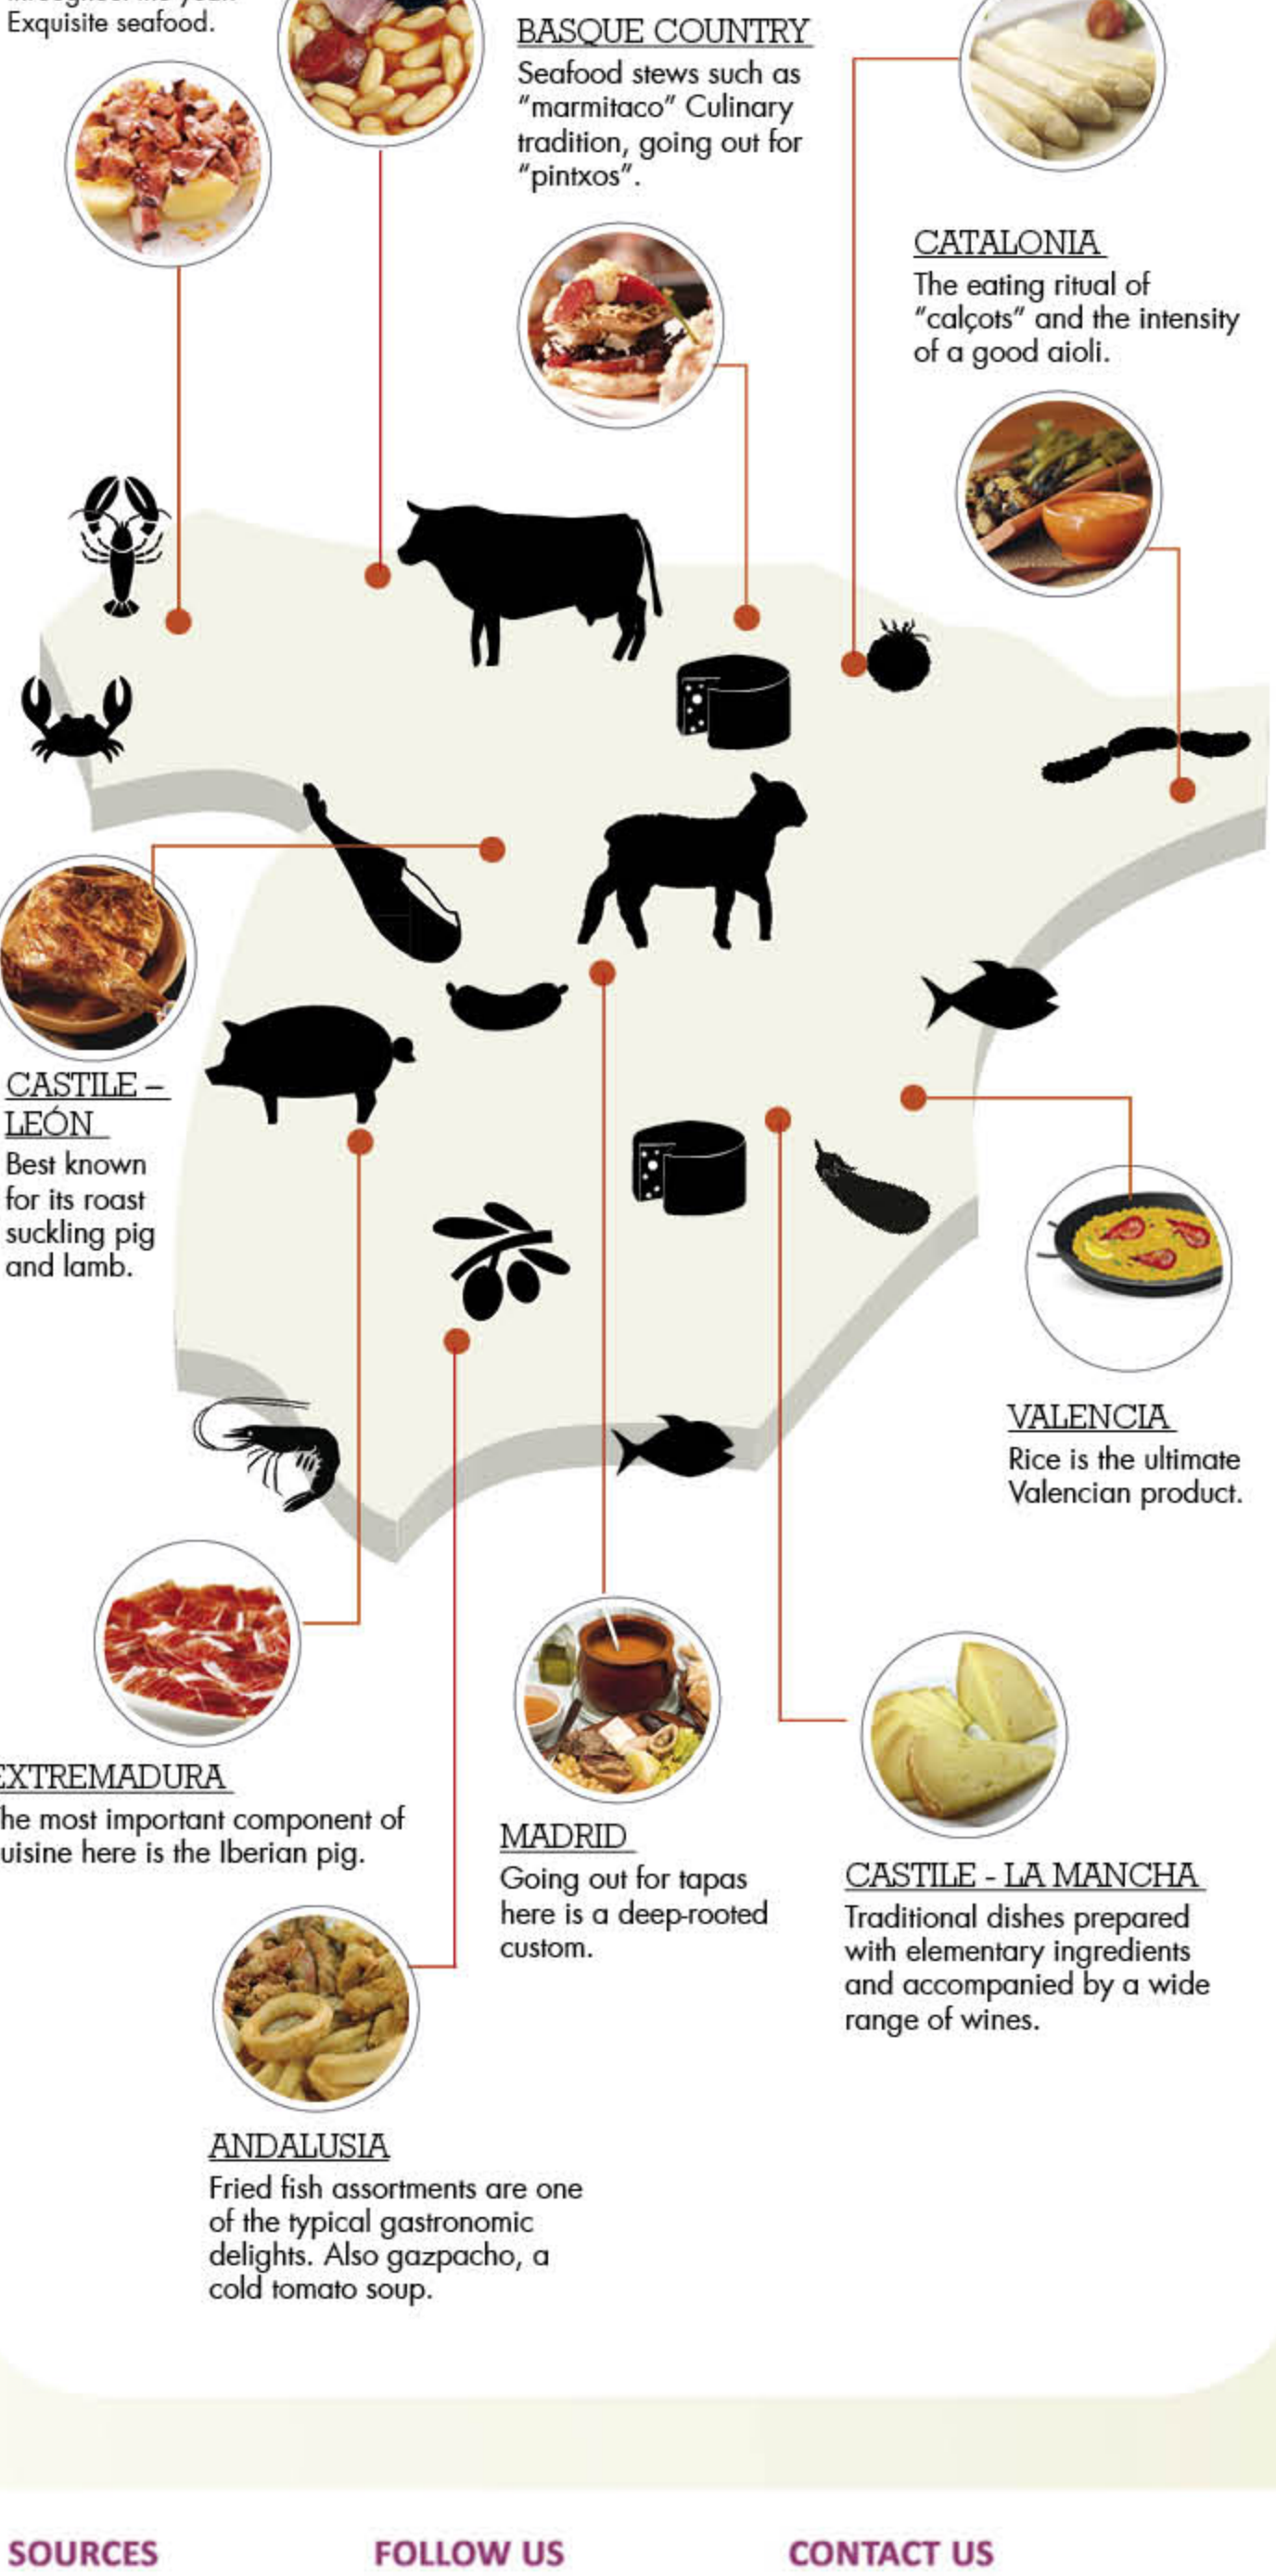 Exquisite seafood.
BASQUE COUNTRY
Seafood stews such as
"marmitaco" Culinary
tradition, going out for
"pintxos".
CATALONIA
The eating ritual of
"calçots" and the intensity
of a good aioli.
CASTILE –
LEÓN
Best known
for its roast
suckling pig
and lamb.
VALENCIA
Rice is the ultimate
Valencian product.
EXTREMADURA
he most important component of
uisine here is the Iberian pig.
MADRID
Going out for tapas
here is a deep-rooted
custom.
CASTILE - LA MANCHA
Traditional dishes prepared
with elementary ingredients
and accompanied by a wide
range of wines.
ANDALUSIA
Fried fish assortments are one
of the typical gastronomic
delights. Also gazpacho, a
cold tomato soup.
SOURCES
FOLLOW US
CONTACT US